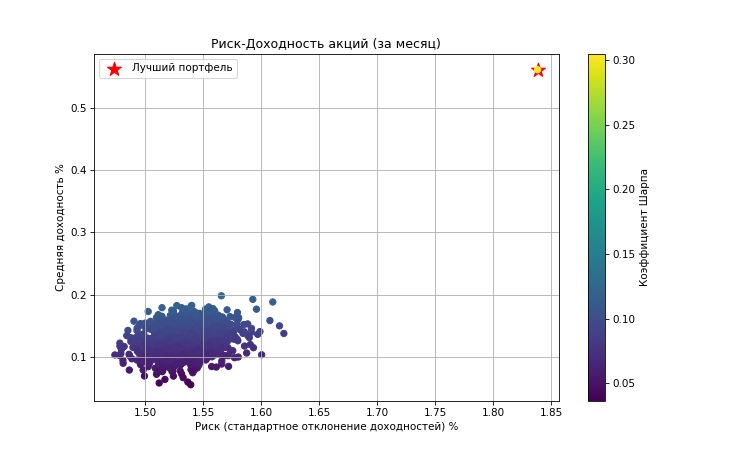 Риск-Доходность акций (за месяц)
Лучший портфель
Средняя доходность %
0.5
0.4
0.3
0.2
0.1
1.50 1.55 1.60 1.65 1.70 1.75 1.80 1.85
Риск (стандартное отклонение доходностей) %
0.30
0.25
0.20
0.15
0.10
0.05
Коэффициент Шарпа